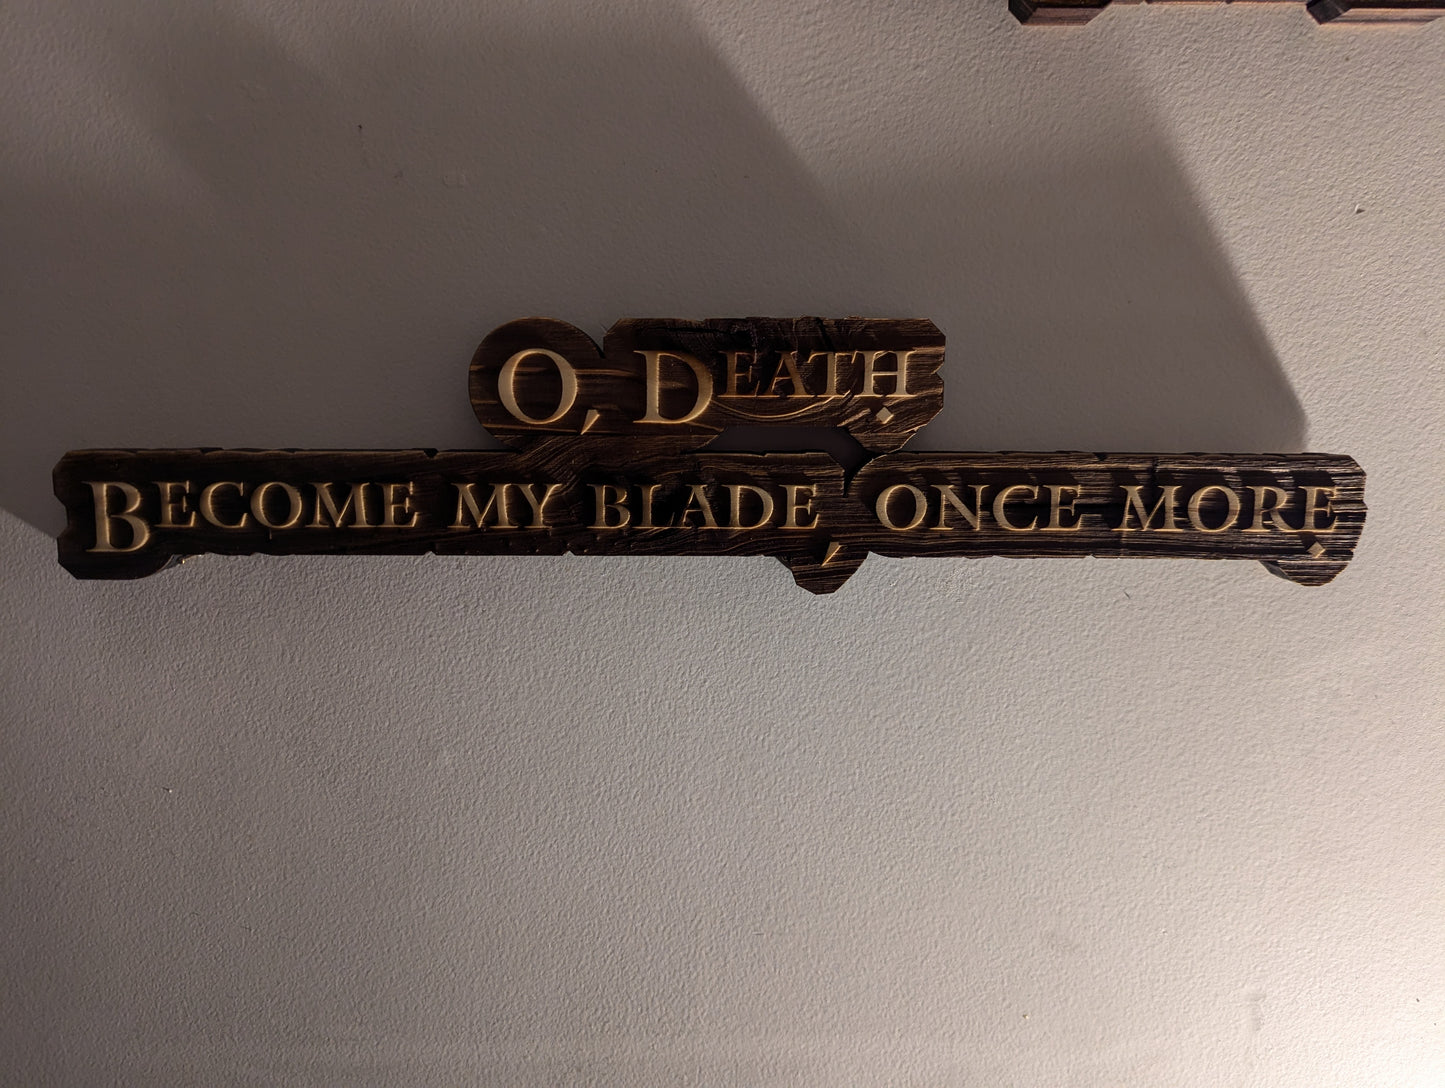 O, Death.
Become my blade, once more.